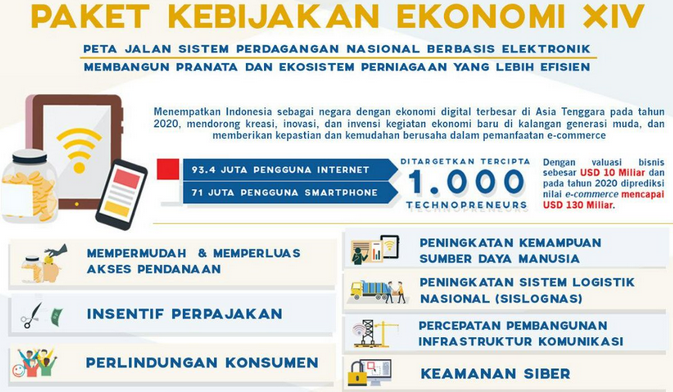 PAKET KEBIJAKAN EKONOMI XIV
PETA JALAN SISTEM PERDAGANGAN NASIONAL BERBASIS ELEKTRONIK
MEMBANGUN PRANATA DAN EKOSISTEM PERNIAGAAN YANG LEBIH EFISIEN
Menempatkan Indonesia sebagai negara dengan ekonomi digital terbesar di Asia Tenggara pada tahun
2020, mendorong kreasi, inovasi, dan invensi kegiatan ekonomi baru di kalangan generasi muda, dan
memberikan kepastian dan kemudahan berusaha dalam pemanfaatan e-commerce
93.4 JUTA PENGGUNA INTERNET
71 JUTA PENGGUNA SMARTPHONE
DITARGETKAN TERCIPTA
1.000
TECHNOPRENEURS
Dengan valuasi bisnis
sebesar USD 10 Miliar dan
pada tahun 2020 diprediksi
nilai e-commerce mencapai
USD 130 Miliar.
MEMPERMUDAH & MEMPERLUAS
AKSES PENDANAAN
INSENTIF PERPAJAKAN
PERLINDUNGAN KONSUMEN
PENINGKATAN KEMAMPUAN
SUMBER DAYA MANUSIA
PENINGKATAN SISTEM LOGISTIK
NASIONAL (SISLOGNAS)
PERCEPATAN PEMBANGUNAN
INFRASTRUKTUR KOMUNIKASI
KEAMANAN SIBER